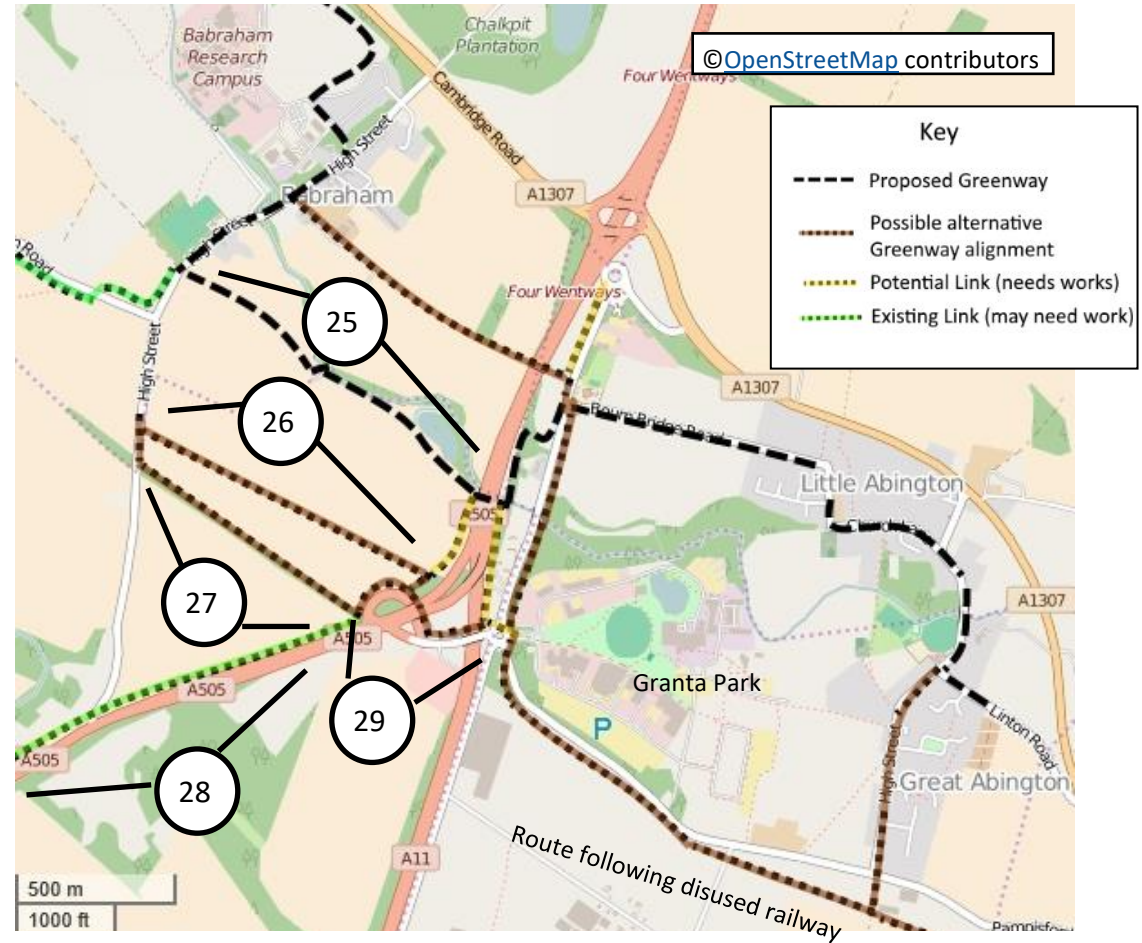 Babraham
Research
Campus
Chalkpit
Plantation
©OpenStreetMap contributors
Four Wentways
Cambridge Road
Key
Proposed Greenway
Possible alternative
Greenway alignment
Potential Link (needs works)
Existing Link (may need work)
High Street
A1307
Babraham
High Street
Road
Four Wentways
25
High Street
A1307
26
Bourn Bridge Road
Little Abington
A505
27
A1307
A505
Granta Park
29
A505
P
Linton Road
A505
28
High Street
Great Abington
A11
Route following disused railway
500 m
1000 ft